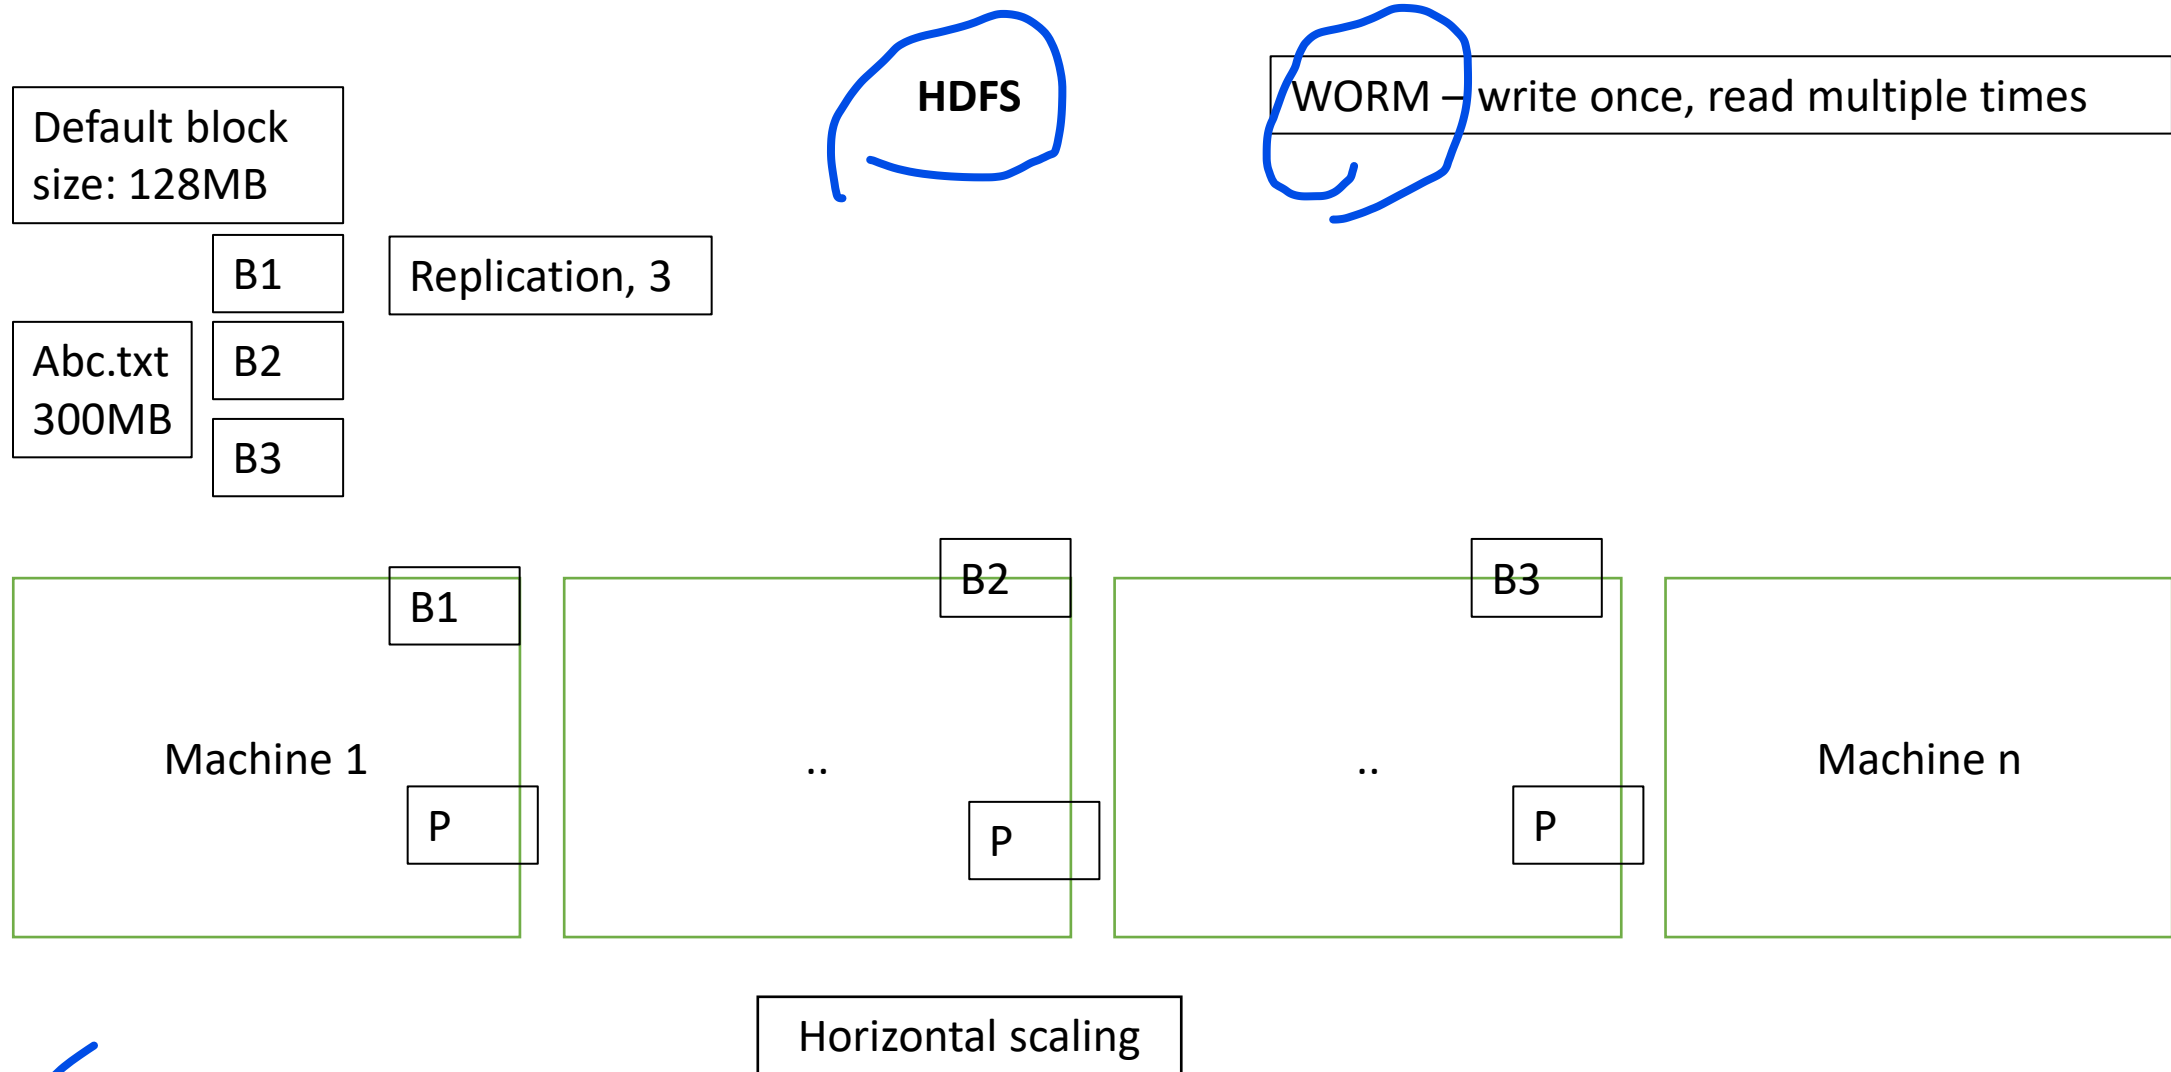 HDFS
WORM – write once, read multiple times
Default block
size: 128MB
B1
Replication, 3
Abc.txt
300MB
B2
B3
B1
B2
B3
Machine 1
..
..
Machine n
P
P
P
Horizontal scaling